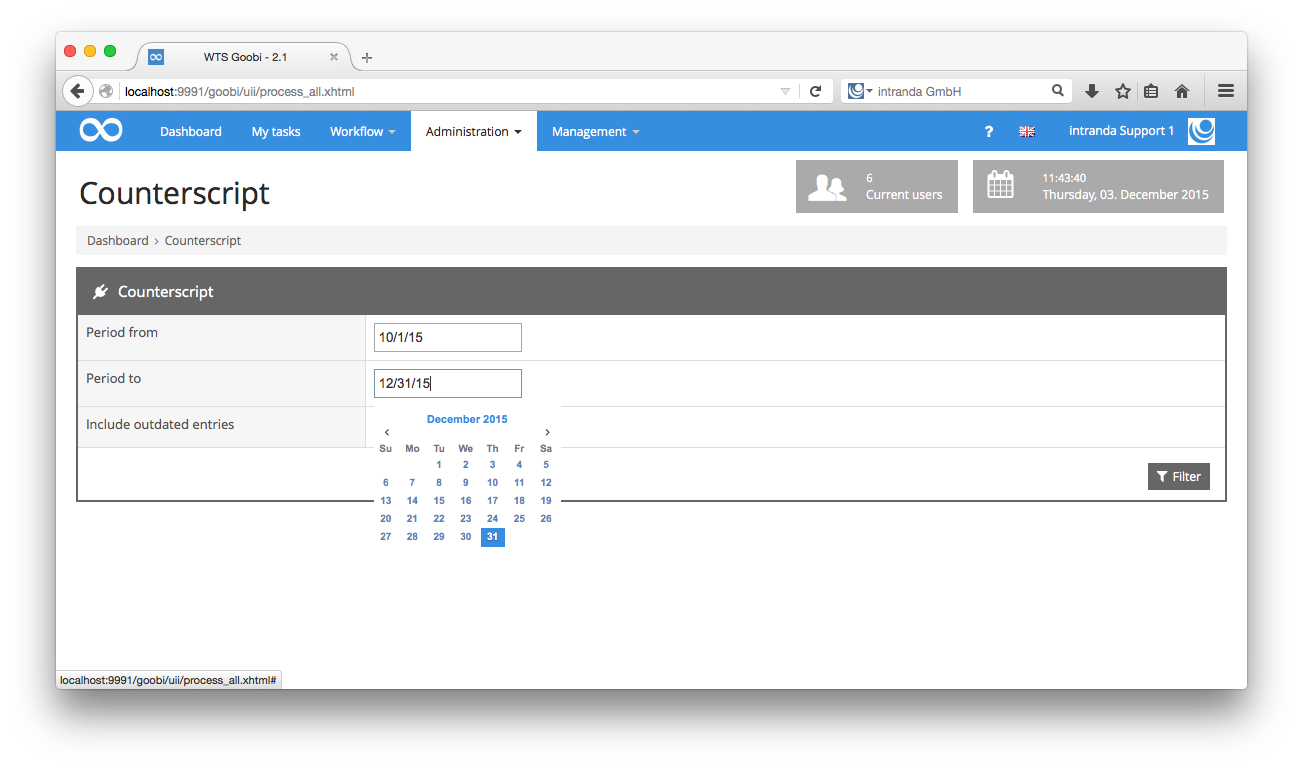 WTS Goobi - 2.1
localhost:9991/goobi/uii/process_all.xhtml
intranda GmbH
Dashboard My tasks Workflow Administration Management ? intranda Support 1
Counterscript
6
Current users
11:43:40
Thursday, 03. December 2015
Dashboard › Counterscript
Counterscript
Period from 10/1/15
Period to 12/31/15
Include outdated entries
December 2015
‹ ›
Su Mo Tu We Th Fr Sa
1 2 3 4 5
6 7 8 9 10 11 12
13 14 15 16 17 18 19
20 21 22 23 24 25 26
27 28 29 30 31
Filter
localhost:9991/goobi/uii/process_all.xhtml#